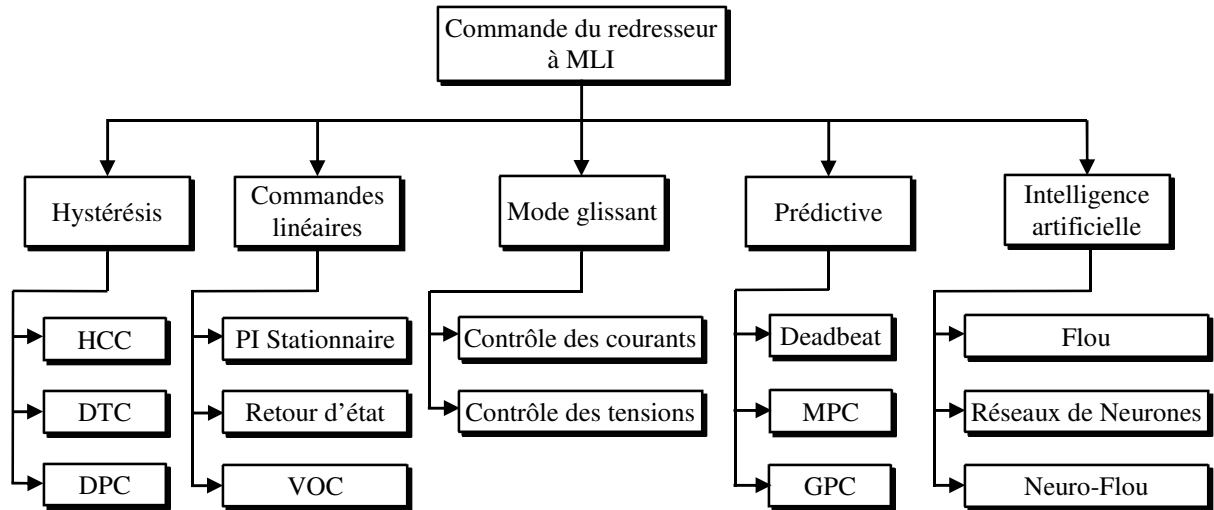 Commande du redresseur
à MLI
Hystérésis
Commandes
linéaires
Mode glissant
Prédictive
Intelligence
artificielle
HCC
PI Stationnaire
Contrôle des courants
Deadbeat
Flou
DTC
Retour d’état
Contrôle des tensions
MPC
Réseaux de Neurones
DPC
VOC
GPC
Neuro-Flou